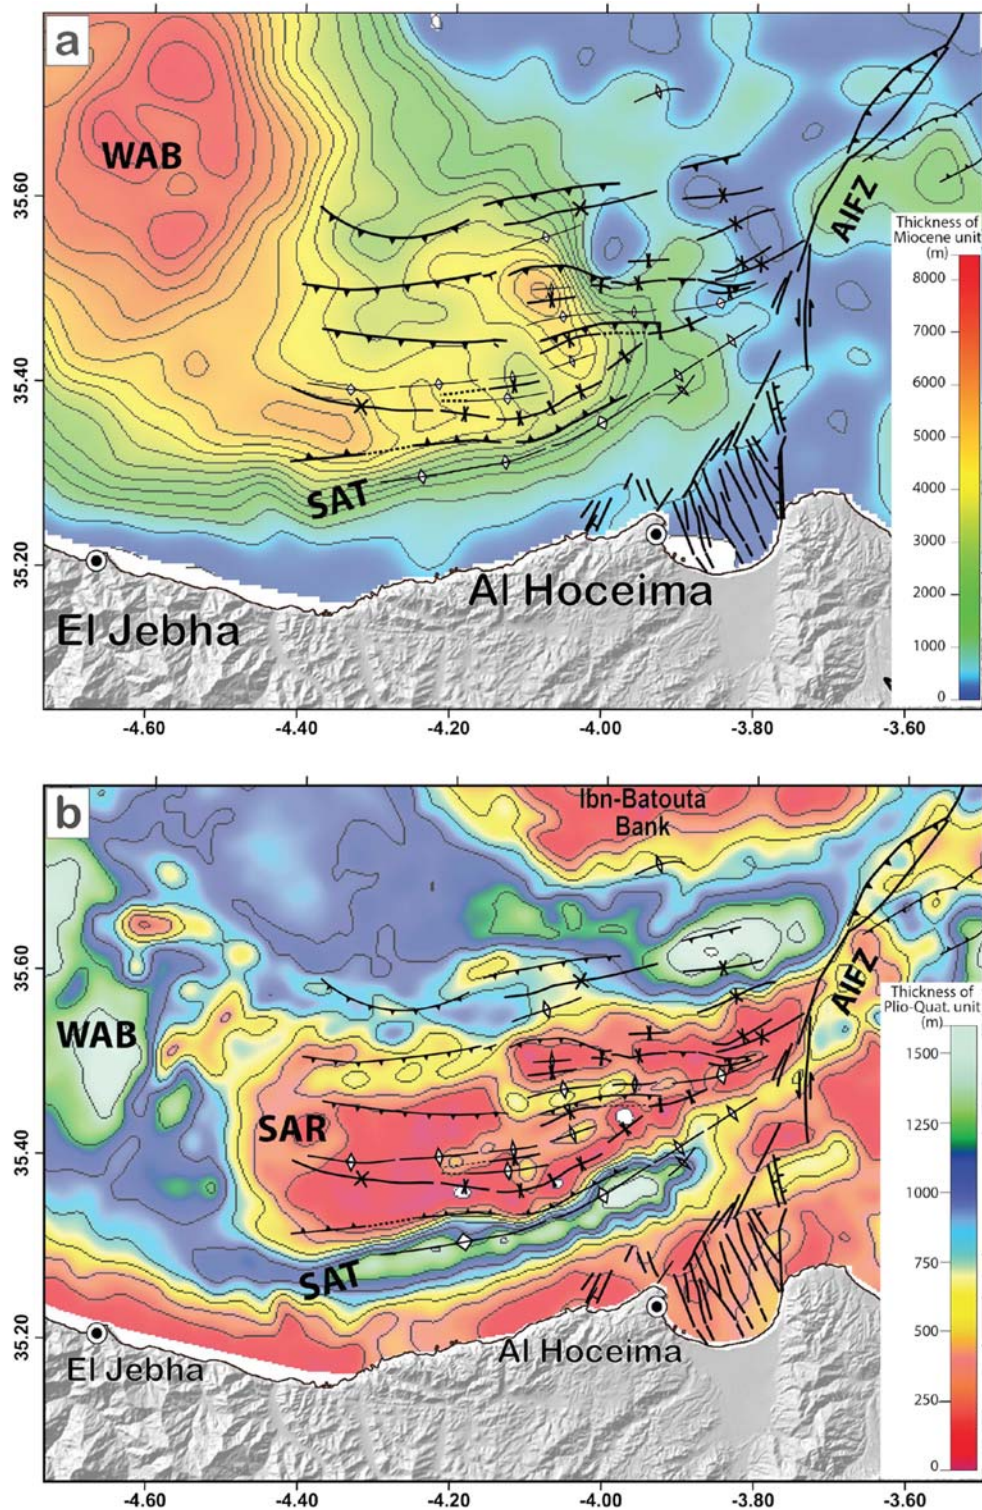 a
WAB
35.60
AIFZ
Thickness of
Miocene unit
(m)
8000
7000
6000
35.40
5000
4000
SAT
3000
35.20
2000
Al Hoceima
El Jebha
1000
0
-4.60
-4.40
-4.20
-4.00
-3.80
-3.60
b
Ibn-Batouta
Bank
35.60
AIFZ
Thickness of
Plio-Quat. unit
(m)
WAB
1500
SAR
1250
35.40
1000
SAT
750
35.20
500
Al Hoceima
El Jebha
250
0
-4.60
-4.40
-4.20
-4.00
-3.80
-3.60